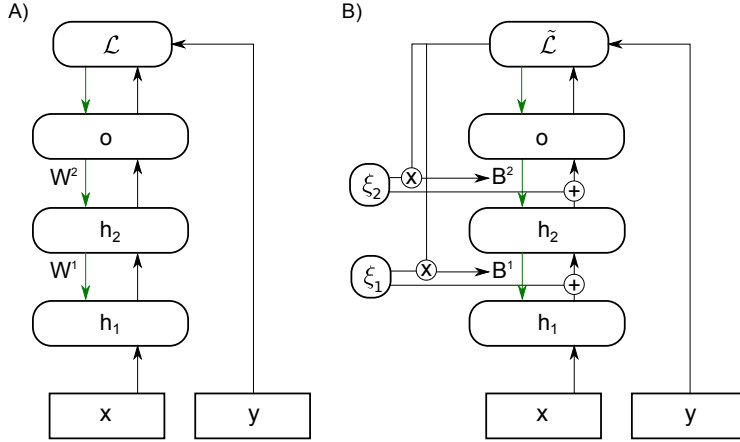 A)
ℒ
o
W²
h₂
W¹
h₁
x
y
B)
ℒ̃
o
ξ₂
x
B²
+
h₂
ξ₁
x
B¹
+
h₁
x
y